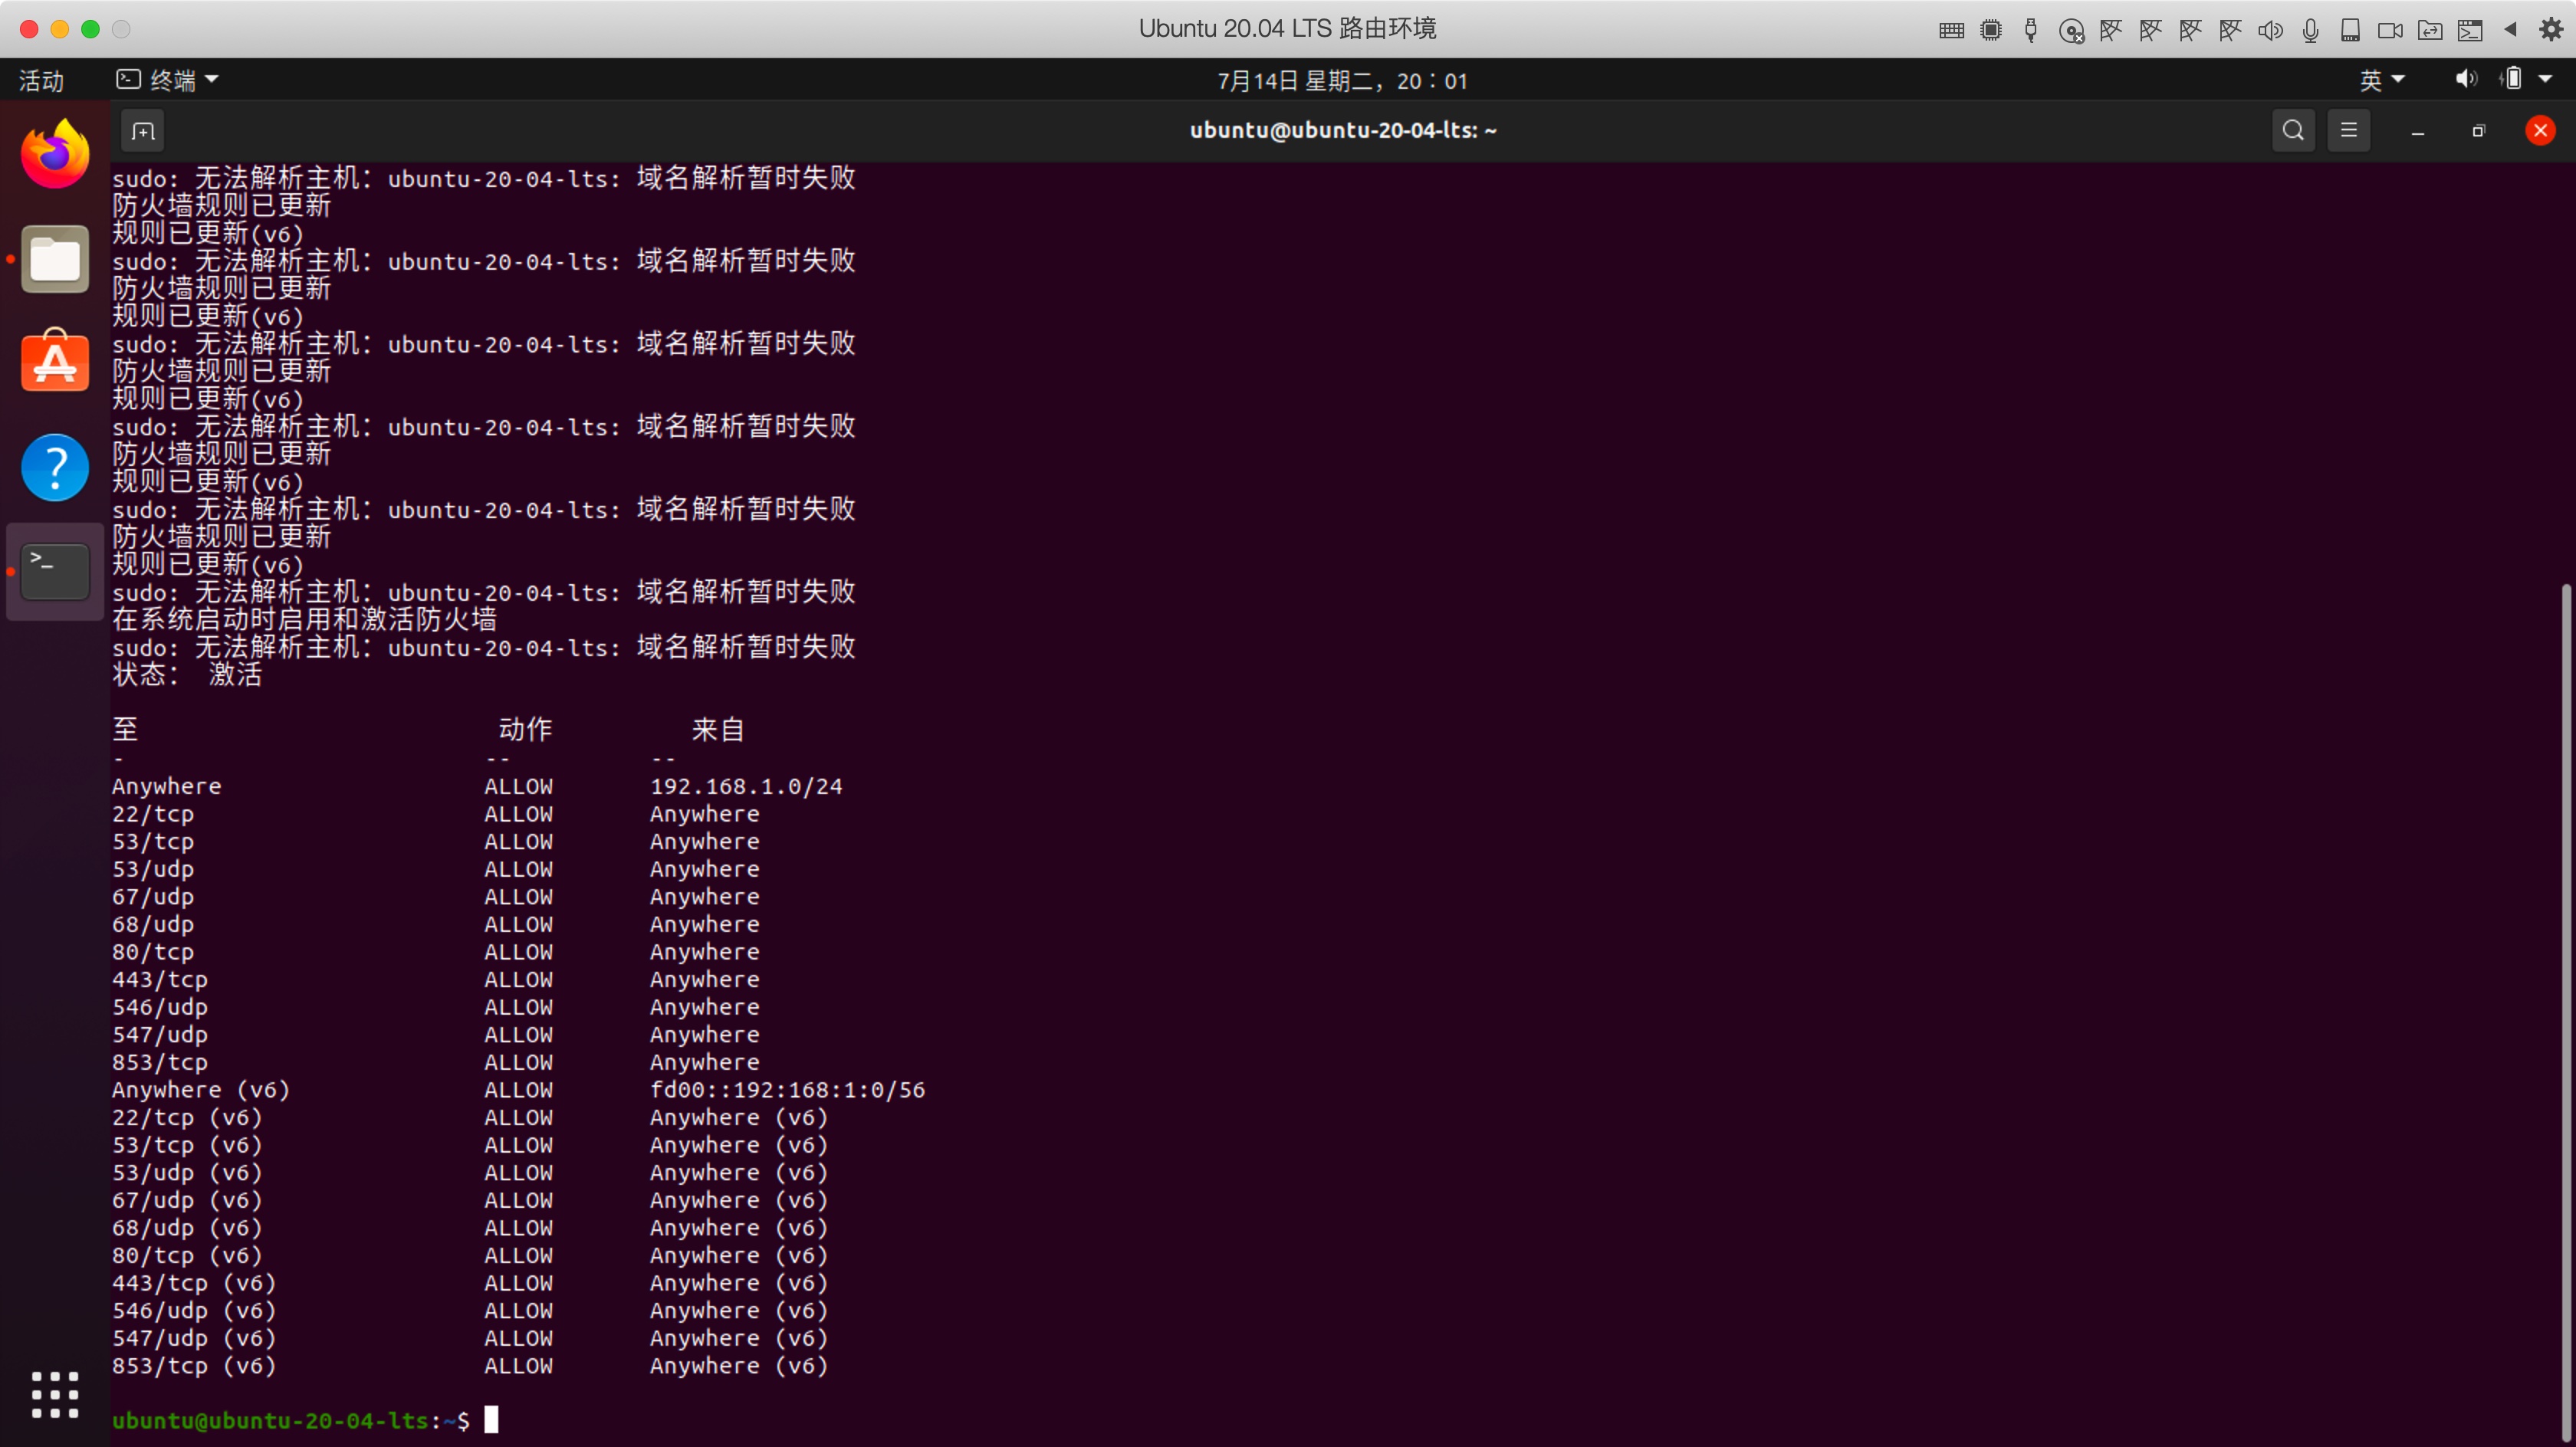 Ubuntu 20.04 LTS 路由环境
活动 终端 7月14日 星期二，20：01 英
ubuntu@ubuntu-20-04-lts: ~
sudo: 无法解析主机：ubuntu-20-04-lts: 域名解析暂时失败
防火墙规则已更新
规则已更新(v6)
sudo: 无法解析主机：ubuntu-20-04-lts: 域名解析暂时失败
防火墙规则已更新
规则已更新(v6)
sudo: 无法解析主机：ubuntu-20-04-lts: 域名解析暂时失败
防火墙规则已更新
规则已更新(v6)
sudo: 无法解析主机：ubuntu-20-04-lts: 域名解析暂时失败
防火墙规则已更新
规则已更新(v6)
sudo: 无法解析主机：ubuntu-20-04-lts: 域名解析暂时失败
防火墙规则已更新
规则已更新(v6)
sudo: 无法解析主机：ubuntu-20-04-lts: 域名解析暂时失败
在系统启动时启用和激活防火墙
sudo: 无法解析主机：ubuntu-20-04-lts: 域名解析暂时失败
状态： 激活
至 动作 来自
- -- --
Anywhere ALLOW 192.168.1.0/24
22/tcp ALLOW Anywhere
53/tcp ALLOW Anywhere
53/udp ALLOW Anywhere
67/udp ALLOW Anywhere
68/udp ALLOW Anywhere
80/tcp ALLOW Anywhere
443/tcp ALLOW Anywhere
546/udp ALLOW Anywhere
547/udp ALLOW Anywhere
853/tcp ALLOW Anywhere
Anywhere (v6) ALLOW fd00::192:168:1:0/56
22/tcp (v6) ALLOW Anywhere (v6)
53/tcp (v6) ALLOW Anywhere (v6)
53/udp (v6) ALLOW Anywhere (v6)
67/udp (v6) ALLOW Anywhere (v6)
68/udp (v6) ALLOW Anywhere (v6)
80/tcp (v6) ALLOW Anywhere (v6)
443/tcp (v6) ALLOW Anywhere (v6)
546/udp (v6) ALLOW Anywhere (v6)
547/udp (v6) ALLOW Anywhere (v6)
853/tcp (v6) ALLOW Anywhere (v6)
ubuntu@ubuntu-20-04-lts:~$